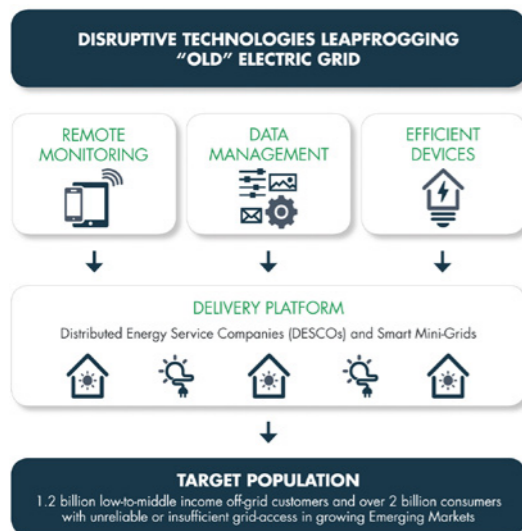 DISRUPTIVE TECHNOLOGIES LEAPFROGGING
“OLD” ELECTRIC GRID
REMOTE
MONITORING
DATA
MANAGEMENT
EFFICIENT
DEVICES
DELIVERY PLATFORM
Distributed Energy Service Companies (DESCOs) and Smart Mini-Grids
TARGET POPULATION
1.2 billion low-to-middle income off-grid customers and over 2 billion consumers
with unreliable or insufficient grid-access in growing Emerging Markets